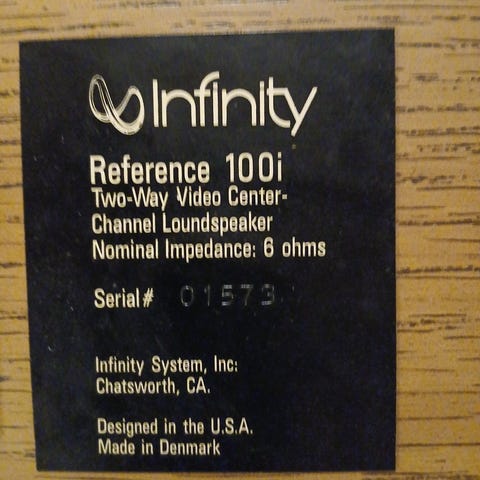 Infinity
Reference 100i
Two-Way Video Center-
Channel Loundspeaker
Nominal Impedance: 6 ohms
Serial# 01573
Infinity System, Inc:
Chatsworth, CA.
Designed in the U.S.A.
Made in Denmark